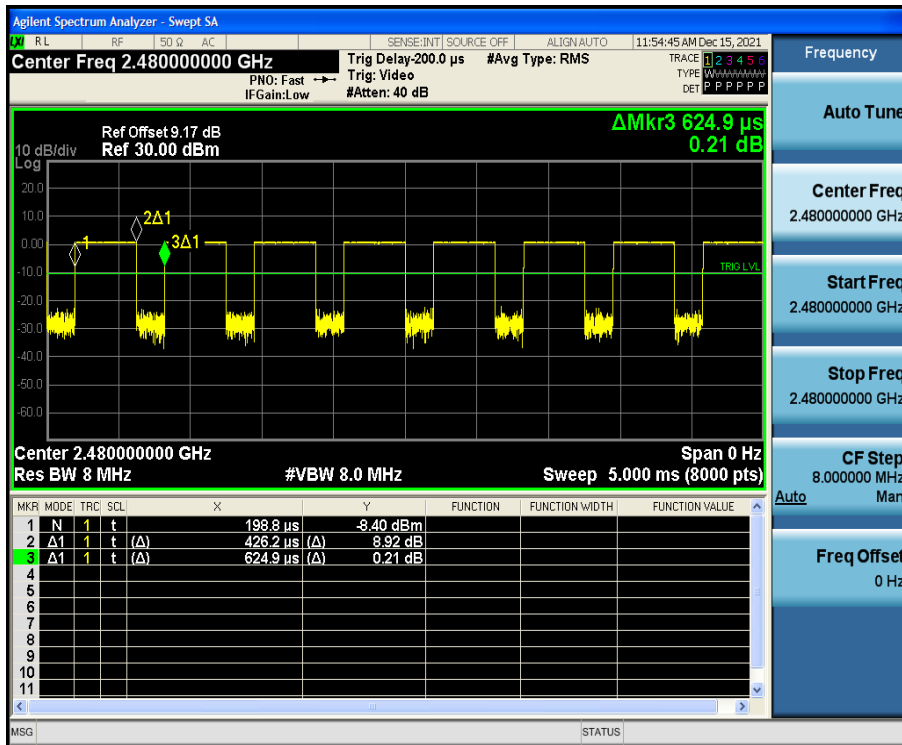 Agilent Spectrum Analyzer - Swept SA
LXI RL RF 50 Ω AC SENSE:INT SOURCE OFF ALIGN AUTO 11:54:45 AM Dec 15, 2021
Center Freq 2.480000000 GHz
PNO: Fast
IFGain:Low
Trig Delay-200.0 µs #Avg Type: RMS
Trig: Video
#Atten: 40 dB
TRACE 1 2 3 4 5 6
TYPE WWWWWW
DET P P P P P P
ΔMkr3 624.9 µs
0.21 dB
Ref Offset 9.17 dB
10 dB/div Ref 30.00 dBm
Log
20.0
10.0
0.00
-10.0
-20.0
-30.0
-40.0
-50.0
-60.0
1
2Δ1
3Δ1
TRIG LVL
Center 2.480000000 GHz Span 0 Hz
Res BW 8 MHz #VBW 8.0 MHz Sweep 5.000 ms (8000 pts)
MKR MODE TRC SCL X Y FUNCTION FUNCTION WIDTH FUNCTION VALUE
1 N 1 t 198.8 µs -8.40 dBm
2 Δ1 1 t (Δ) 426.2 µs (Δ) 8.92 dB
3 Δ1 1 t (Δ) 624.9 µs (Δ) 0.21 dB
4
5
6
7
8
9
10
11
MSG STATUS
Frequency
Auto Tune
Center Freq
2.480000000 GHz
Start Freq
2.480000000 GHz
Stop Freq
2.480000000 GHz
CF Step
8.000000 MHz
Auto Man
Freq Offset
0 Hz